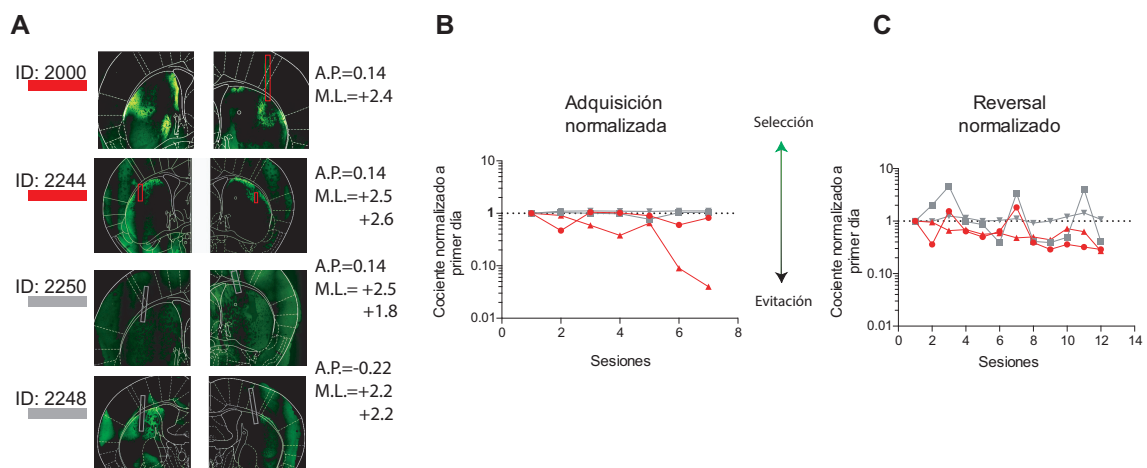 A
ID: 2000
A.P.=0.14
M.L.=+2.4
ID: 2244
A.P.=0.14
M.L.=+2.5
+2.6
ID: 2250
A.P.=0.14
M.L.= +2.5
+1.8
ID: 2248
A.P.=-0.22
M.L.=+2.2
+2.2
B
Adquisición
normalizada
Cociente normalizado a
primer día
10
1
0.10
0.01
0
2
4
6
8
Sesiones
Selección
Evitación
C
Reversal
normalizado
Cociente normalizado a
primer día
10
1
0.10
0.01
0
2
4
6
8
10
12
14
Sesiones